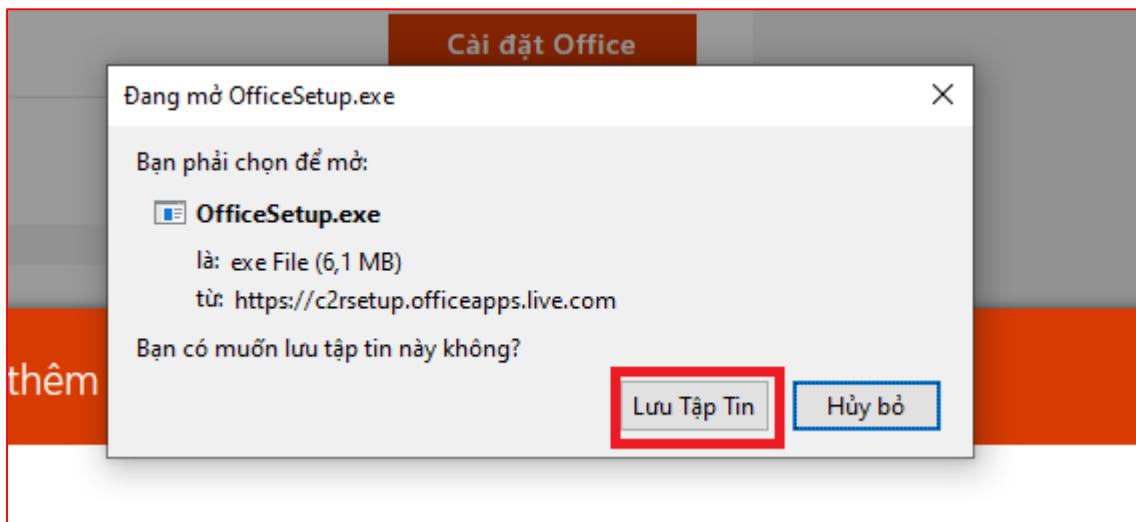 Cài đặt Office
Đang mở OfficeSetup.exe
Bạn phải chọn để mở:
OfficeSetup.exe
là: exe File (6,1 MB)
từ: https://c2rsetup.officeapps.live.com
Bạn có muốn lưu tập tin này không?
thêm
Lưu Tập Tin Hủy bỏ